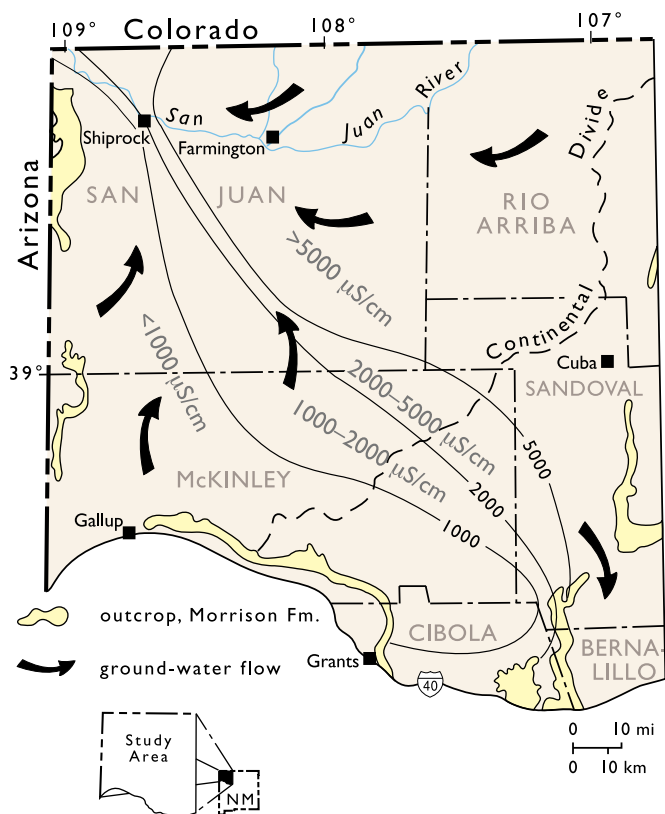 Colorado
109°
108°
107°
San
Juan
River
Shiprock
Farmington
Divide
SAN
JUAN
RIO
ARRIBA
Arizona
>5000 µS/cm
<1000 µS/cm
Continental
39°
Cuba
2000–5000 µS/cm
SANDOVAL
1000–2000 µS/cm
5000
McKINLEY
2000
1000
Gallup
outcrop, Morrison Fm.
CIBOLA
BERNA-
LILLO
ground-water flow
Grants
40
Study
Area
NM
0 10 mi
0 10 km